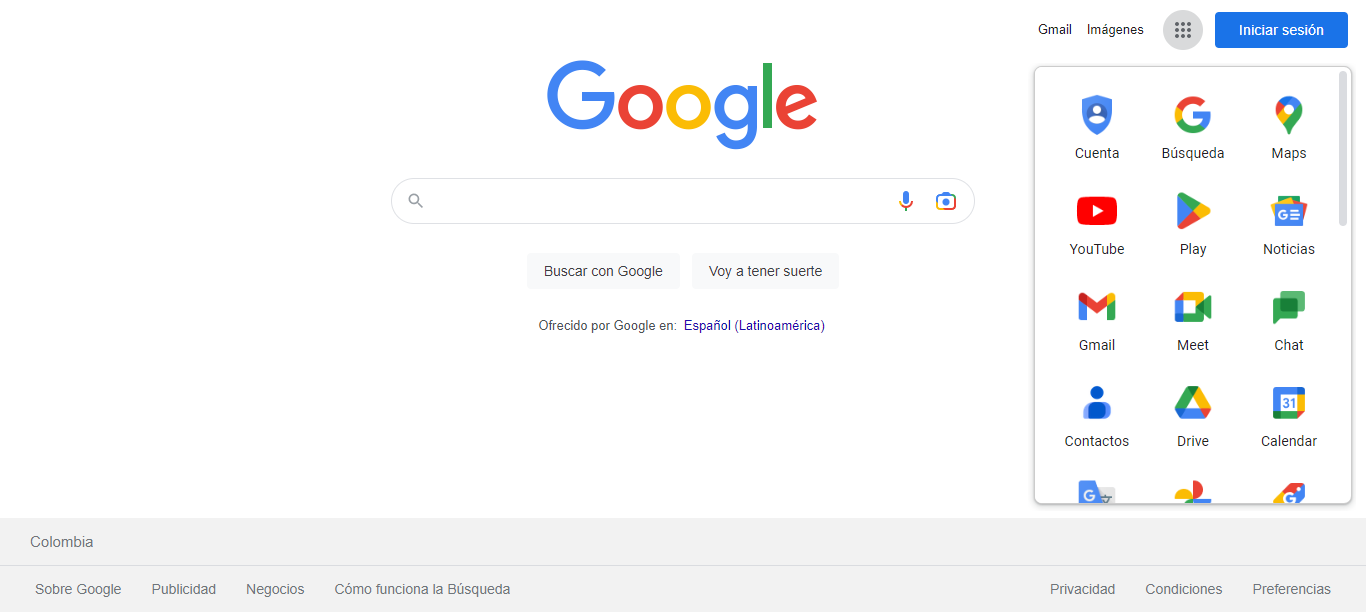 Gmail Imágenes Iniciar sesión
Google
Buscar con Google Voy a tener suerte
Ofrecido por Google en: Español (Latinoamérica)
Cuenta Búsqueda Maps
YouTube Play Noticias
Gmail Meet Chat
31
Contactos Drive Calendar
Colombia
Sobre Google Publicidad Negocios Cómo funciona la Búsqueda Privacidad Condiciones Preferencias